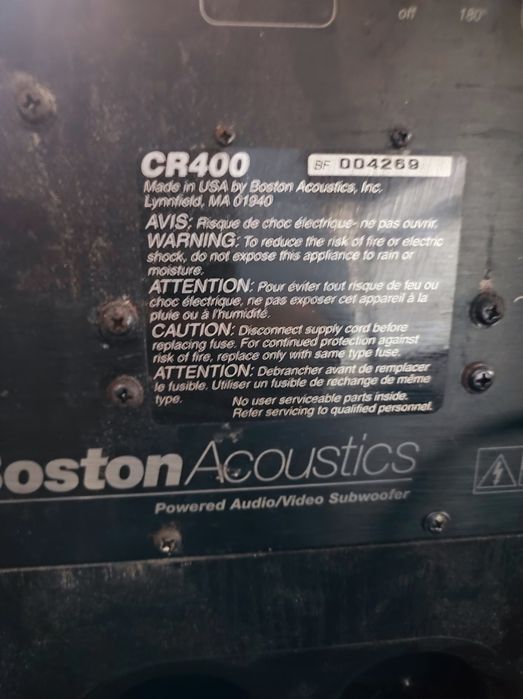 off 180°
CR400
BF DD4269
Made in USA by Boston Acoustics, Inc.
Lynnfield, MA 01940
AVIS: Risque de choc électrique- ne pas ouvrir.
WARNING: To reduce the risk of fire or electric
shock, do not expose this appliance to rain or
moisture.
ATTENTION: Pour éviter tout risque de feu ou
choc électrique, ne pas exposer cet appareil à la
pluie ou à l'humidité.
CAUTION: Disconnect supply cord before
replacing fuse. For continued protection against
risk of fire, replace only with same type fuse.
ATTENTION: Debrancher avant de remplacer
le fusible. Utiliser un fusible de rechange de même
type.
No user serviceable parts inside.
Refer servicing to qualified personnel.
oston Acoustics
Powered Audio/Video Subwoofer